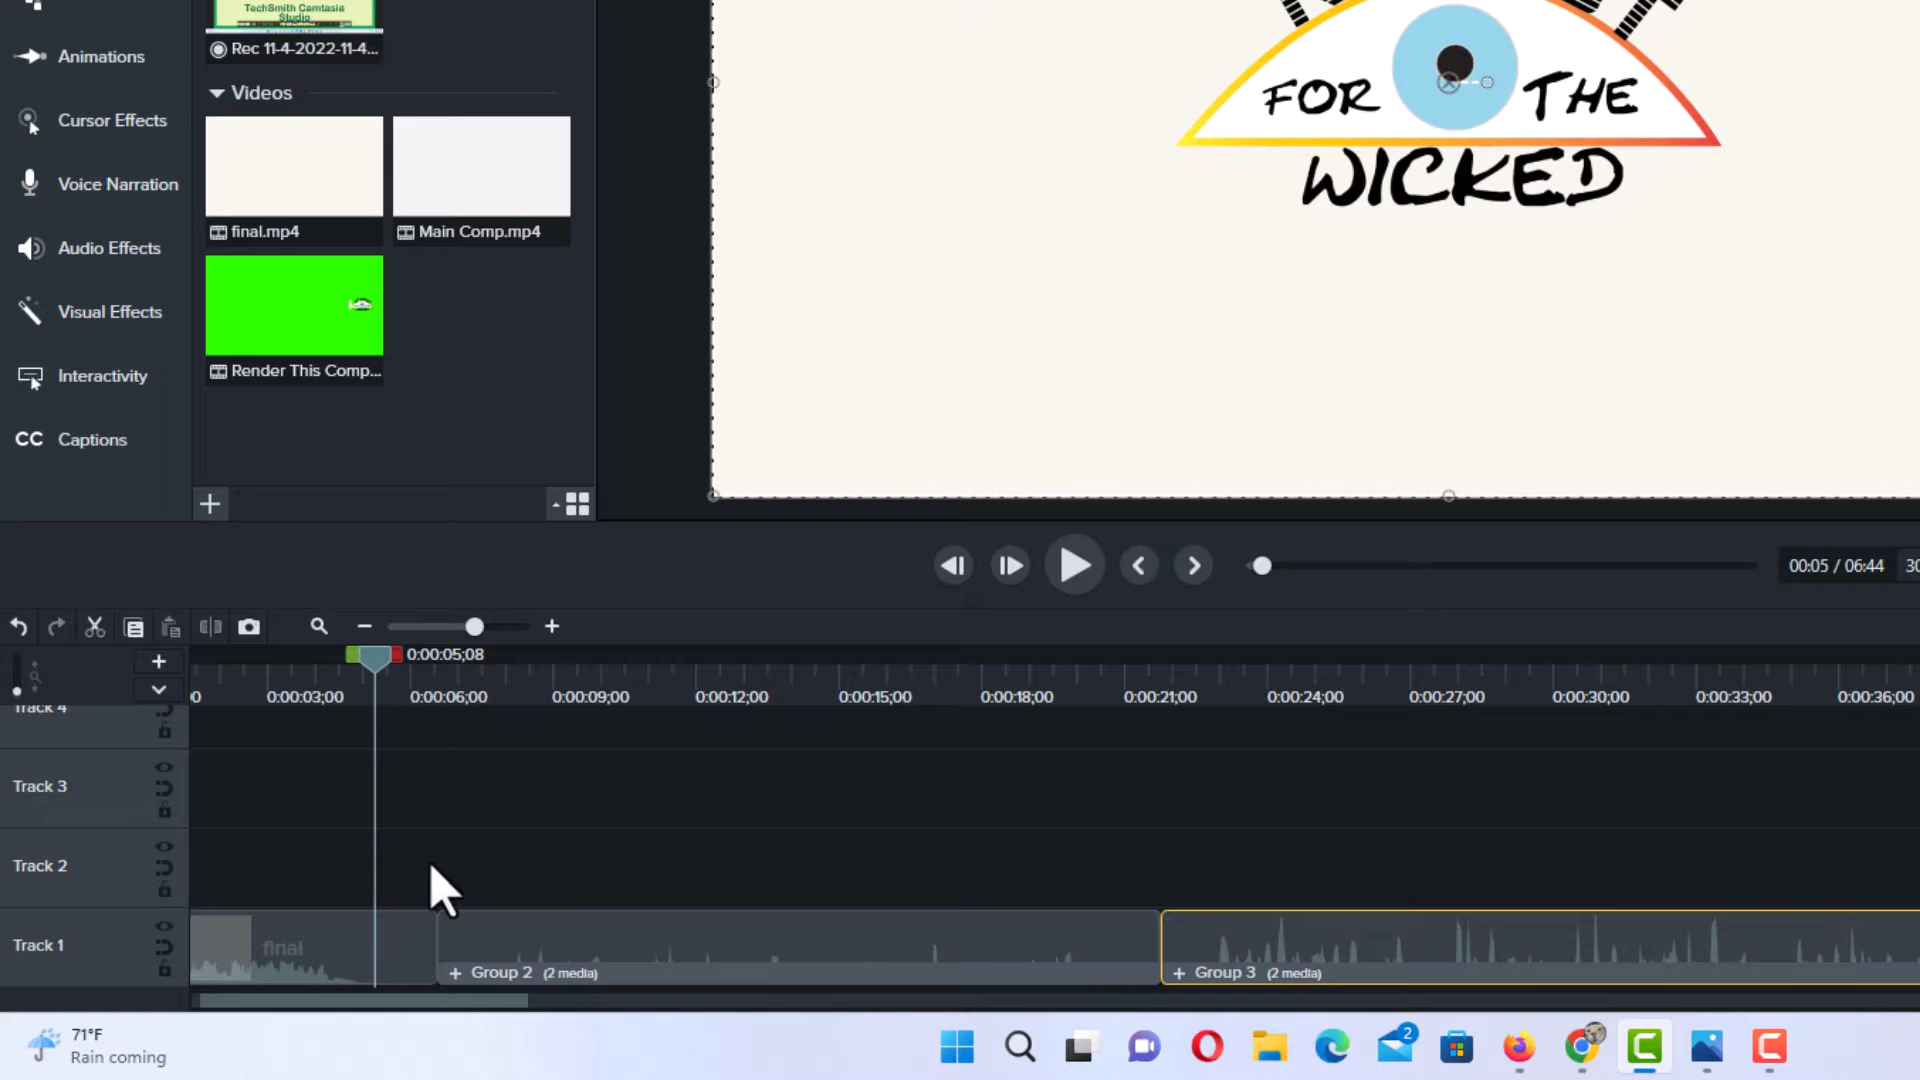 TechSmith Camtasia
Studio
Rec 11-4-2022-11-4...
Animations
Videos
Cursor Effects
FOR THE
WICKED
Voice Narration
final.mp4
Main Comp.mp4
Audio Effects
Visual Effects
Render This Comp...
Interactivity
CC Captions
00:05 / 06:44 30
0:00:05;08
0 0:00:03;00 0:00:06;00 0:00:09;00 0:00:12;00 0:00:15;00 0:00:18;00 0:00:21;00 0:00:24;00 0:00:27;00 0:00:30;00 0:00:33;00 0:00:36;00
Track 4
Track 3
Track 2
Track 1
final
+ Group 2 (2 media)
+ Group 3 (2 media)
71°F
Rain coming
2